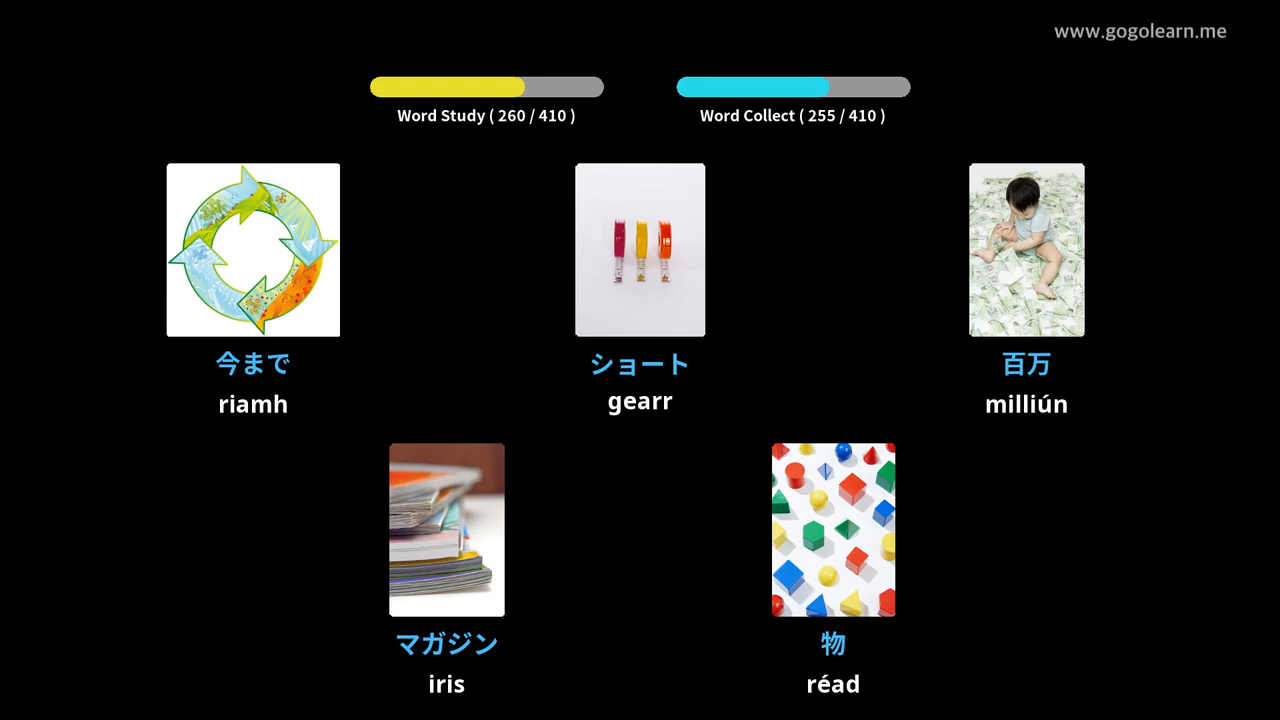 www.gogolearn.me
Word Study ( 260 / 410 )
Word Collect ( 255 / 410 )
今まで
riamh
ショート
gearr
百万
milliún
マガジン
iris
物
réad